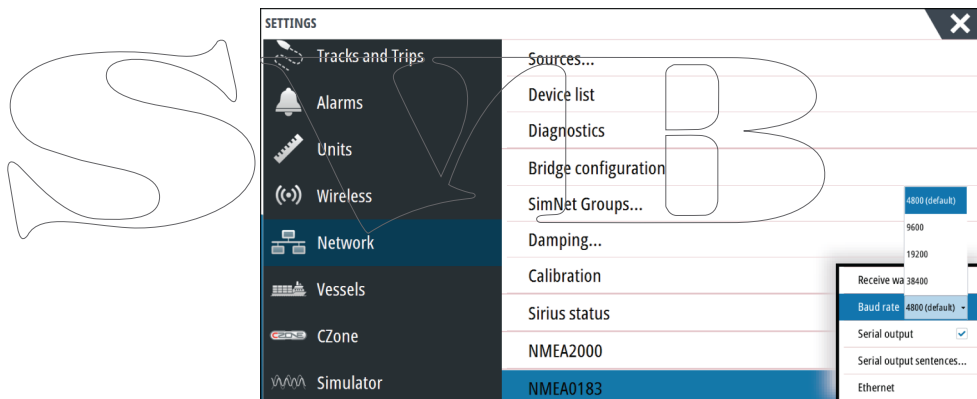 SETTINGS
Tracks and Trips
Alarms
Units
Wireless
Network
Vessels
CZONE
CZone
Simulator
Sources...
Device list
Diagnostics
Bridge configuration
SimNet Groups...
Damping...
Calibration
Sirius status
NMEA2000
NMEA0183
4800 (default)
9600
19200
38400
Receive wa
Baud rate 4800 (default)
Serial output
Serial output sentences...
Ethernet
SVB